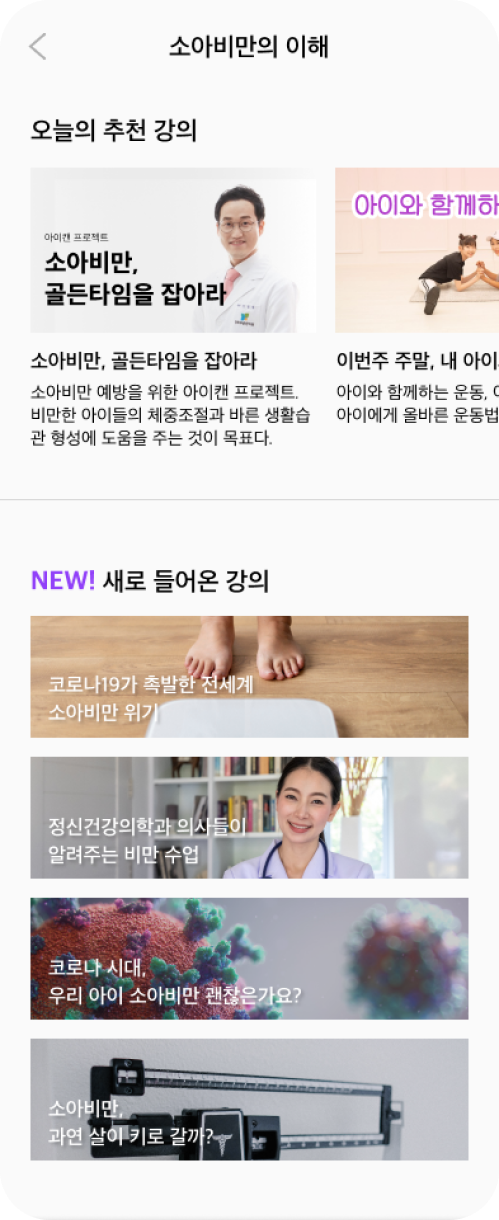 소아비만의 이해
오늘의 추천 강의
아이캔 프로젝트
소아비만,
골든타임을 잡아라
아이와 함께하
소아비만, 골든타임을 잡아라
소아비만 예방을 위한 아이캔 프로젝트.
비만한 아이들의 체중조절과 바른 생활습
관 형성에 도움을 주는 것이 목표다.
이번주 주말, 내 아이
아이와 함께하는 운동,
아이에게 올바른 운동법
NEW! 새로 들어온 강의
코로나19가 촉발한 전세계
소아비만 위기
정신건강의학과 의사들이
알려주는 비만 수업
코로나 시대,
우리 아이 소아비만 괜찮은가요?
소아비만,
과연 살이 키로 갈까?